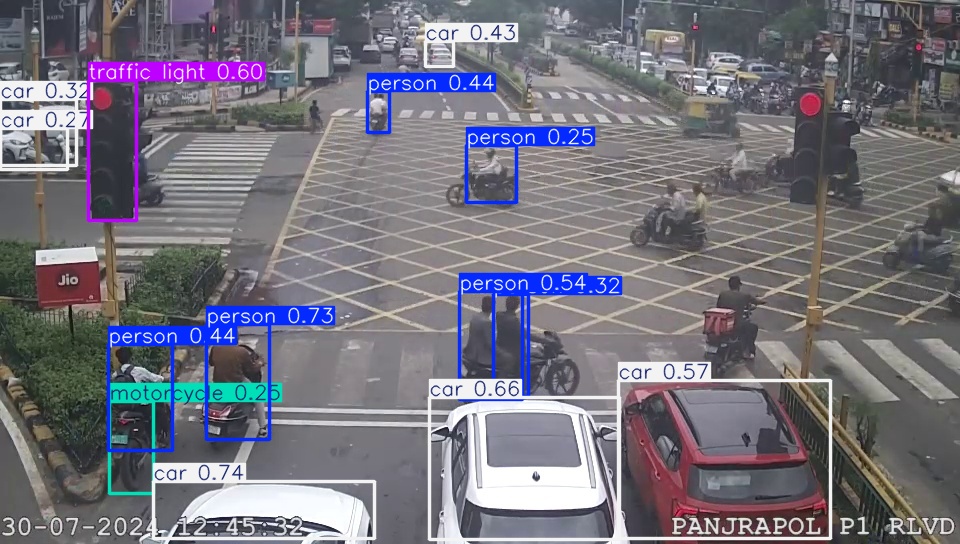 car 0.43
traffic light 0.60
person 0.44
car 0.32
car 0.27
person 0.25
Jio
person 0.54
.32
person 0.73
person 0.44
motorcycle 0.25
car 0.57
car 0.66
car 0.74
30-07-2024 12:45:32
PANJRAPOL P1 RLVD